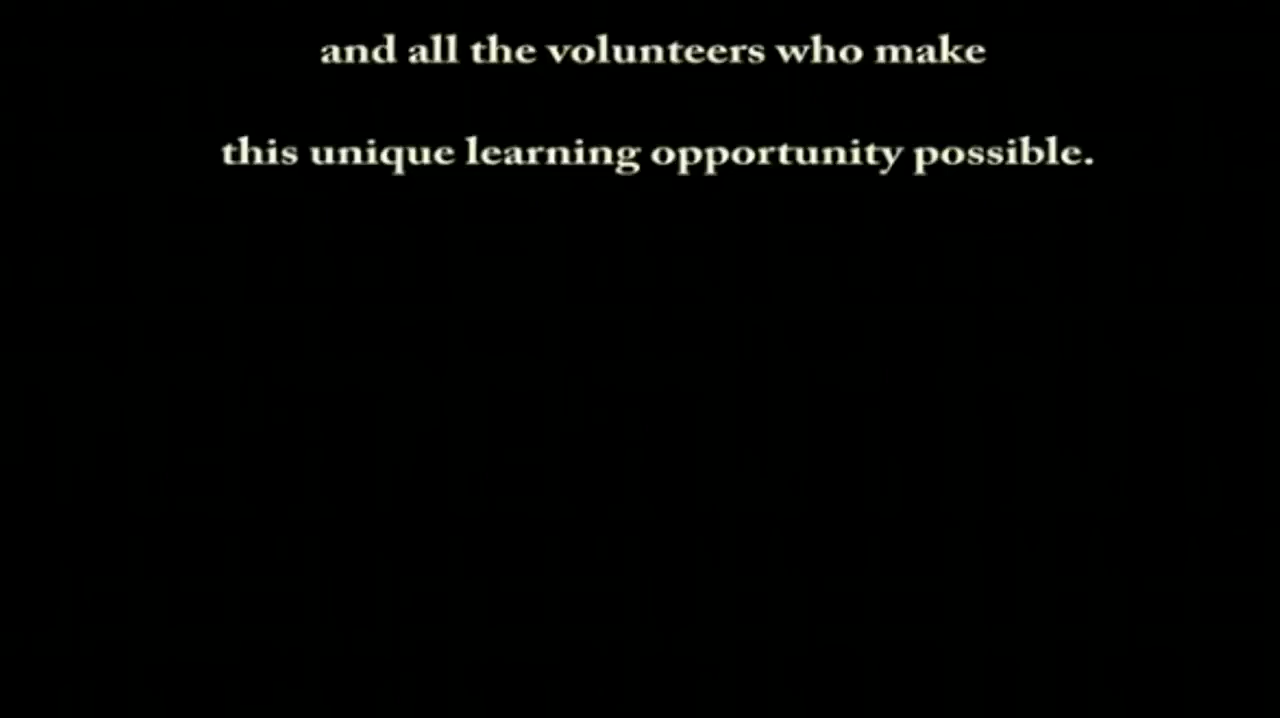 and all the volunteers who make
this unique learning opportunity possible.